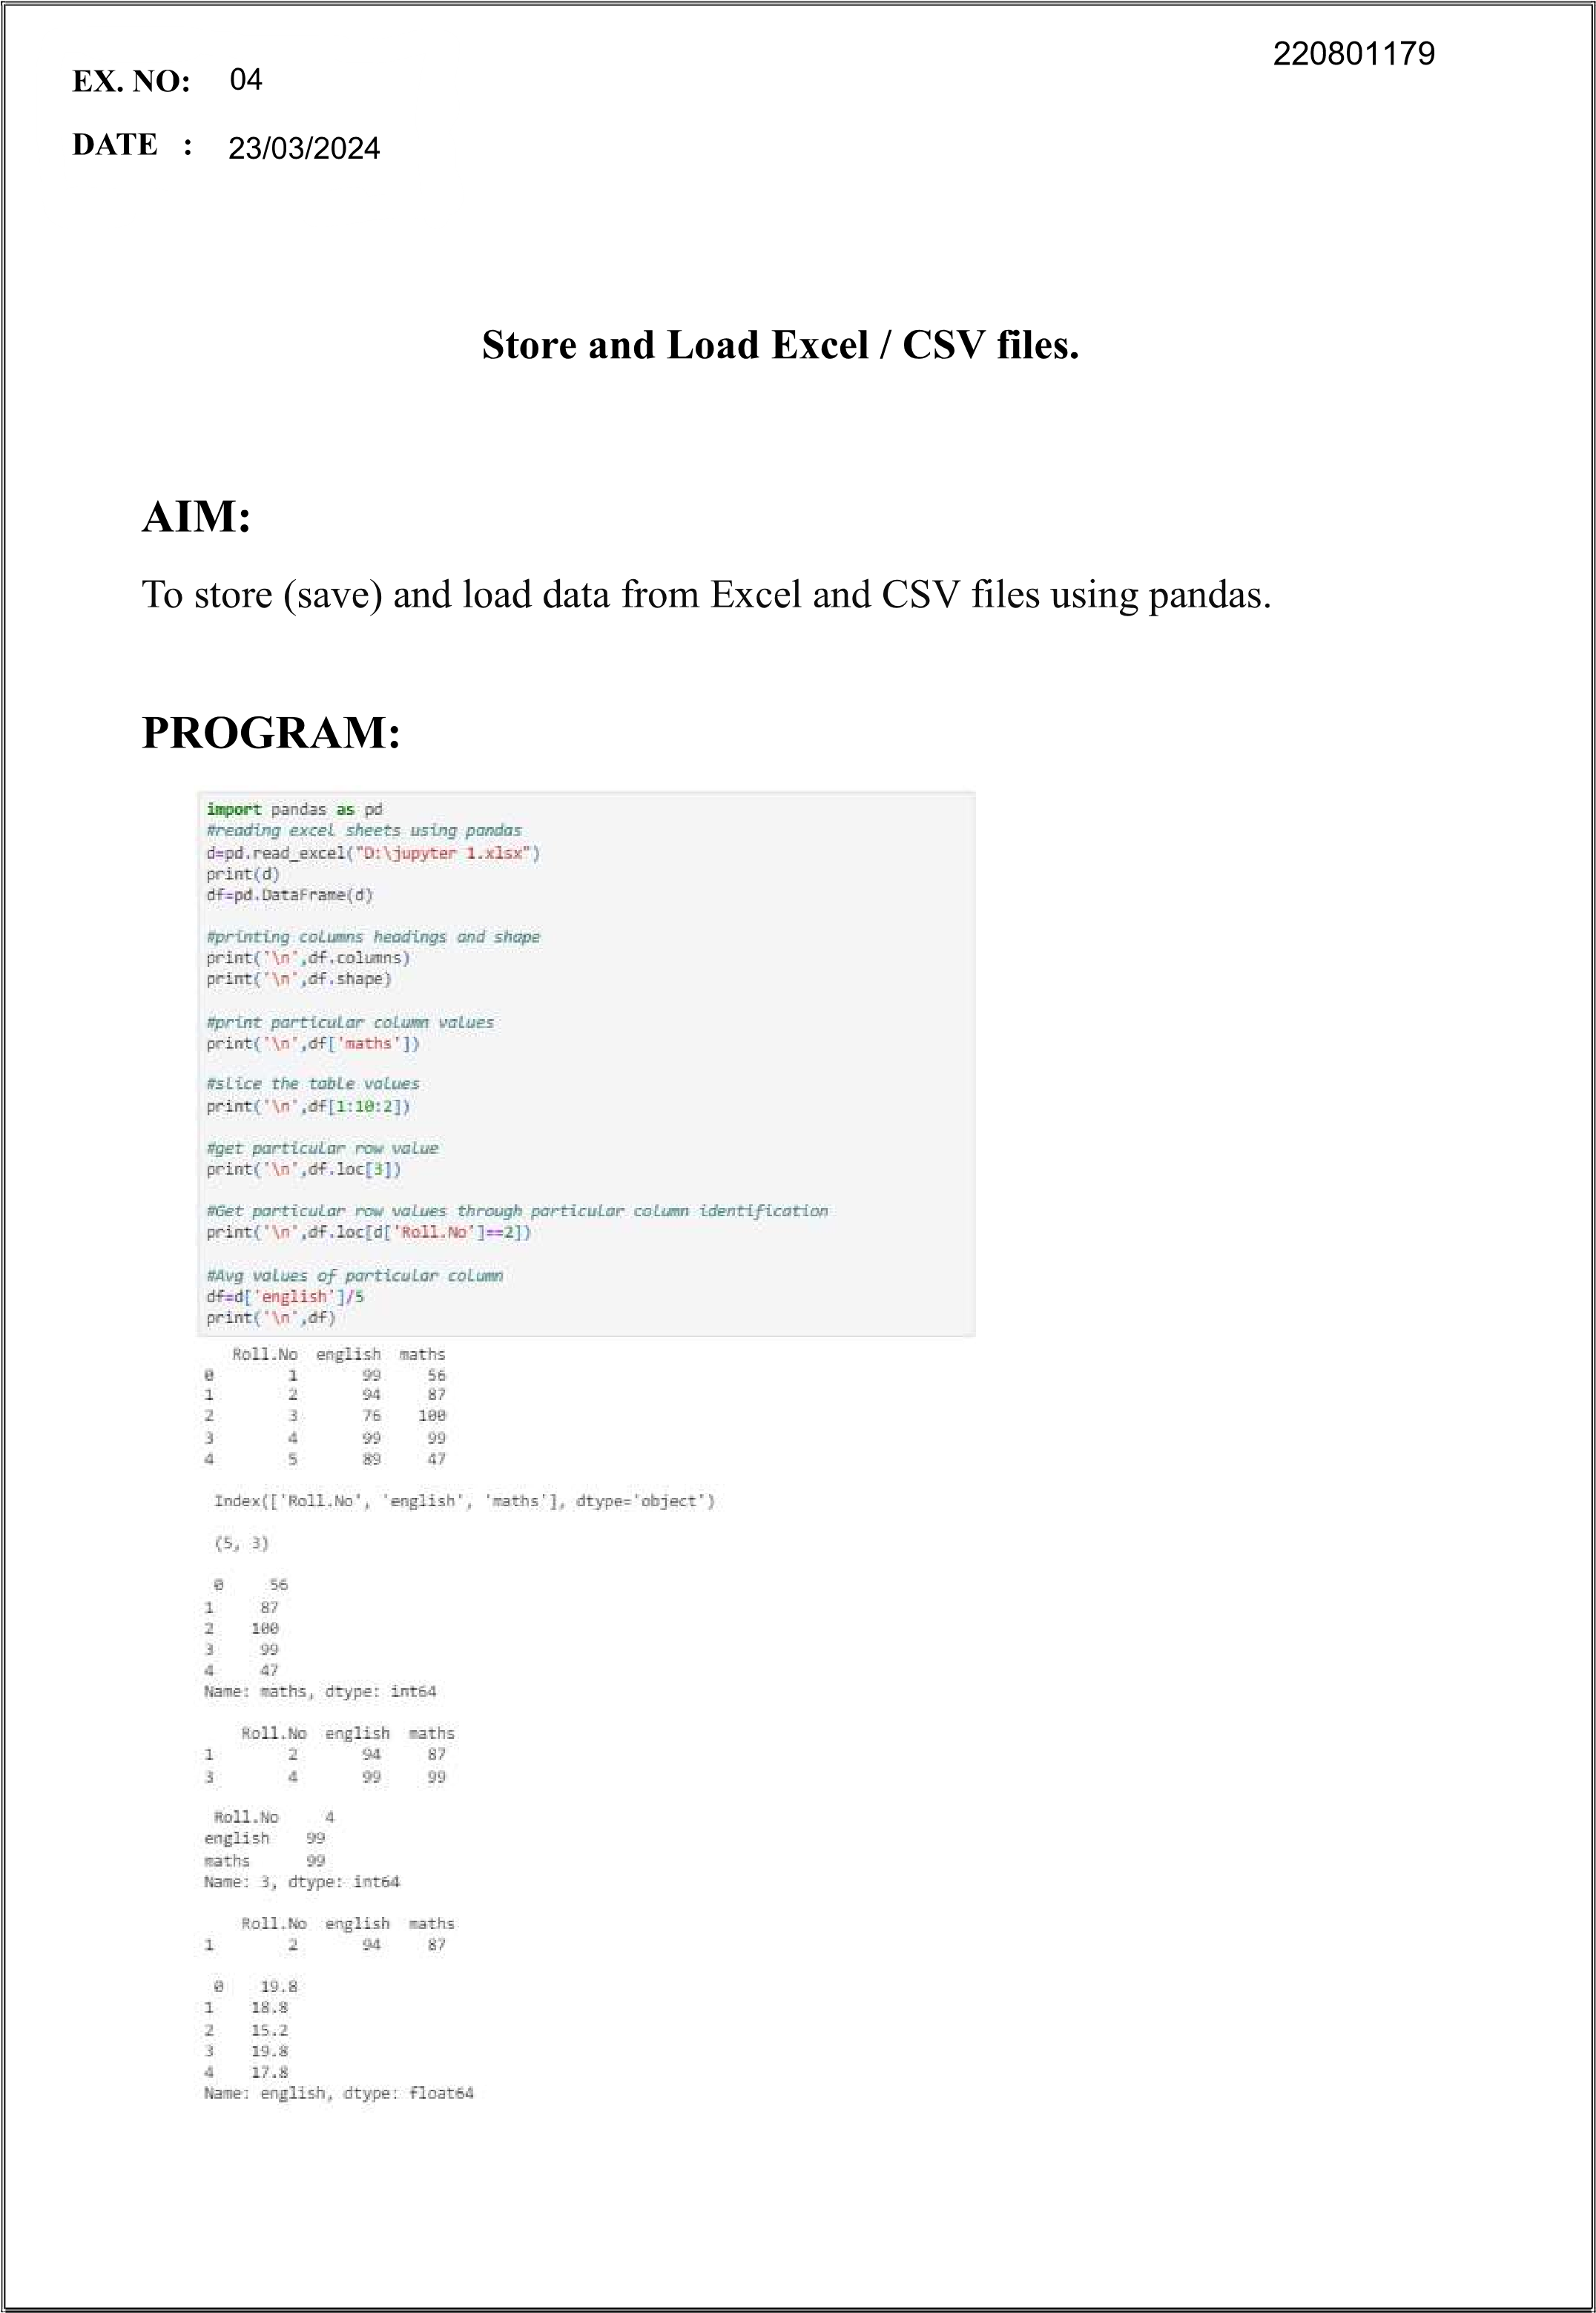 220801179
EX. NO: 04
DATE : 23/03/2024
Store and Load Excel / CSV files.
AIM:
To store (save) and load data from Excel and CSV files using pandas.
PROGRAM:
import pandas as pd
#reading excel sheets using pandas
d=pd.read_excel("D:\jupyter 1.xlsx")
print(d)
df=pd.DataFrame(d)
#printing columns headings and shape
print('\n',df.columns)
print('\n',df.shape)
#print particular column values
print('\n',df['maths'])
#slice the table values
print('\n',df[1:10:2])
#get particular row value
print('\n',df.loc[3])
#Get particular row values through particular column identification
print('\n',df.loc[d['Roll.No']==2])
#Avg values of particular column
df=d['english']/5
print('\n',df)
Roll.No english maths
0 1 99 56
1 2 94 87
2 3 76 100
3 4 99 99
4 5 89 47
Index(['Roll.No', 'english', 'maths'], dtype='object')
(5, 3)
0 56
1 87
2 100
3 99
4 47
Name: maths, dtype: int64
Roll.No english maths
1 2 94 87
3 4 99 99
Roll.No 4
english 99
maths 99
Name: 3, dtype: int64
Roll.No english maths
1 2 94 87
0 19.8
1 18.8
2 15.2
3 19.8
4 17.8
Name: english, dtype: float64